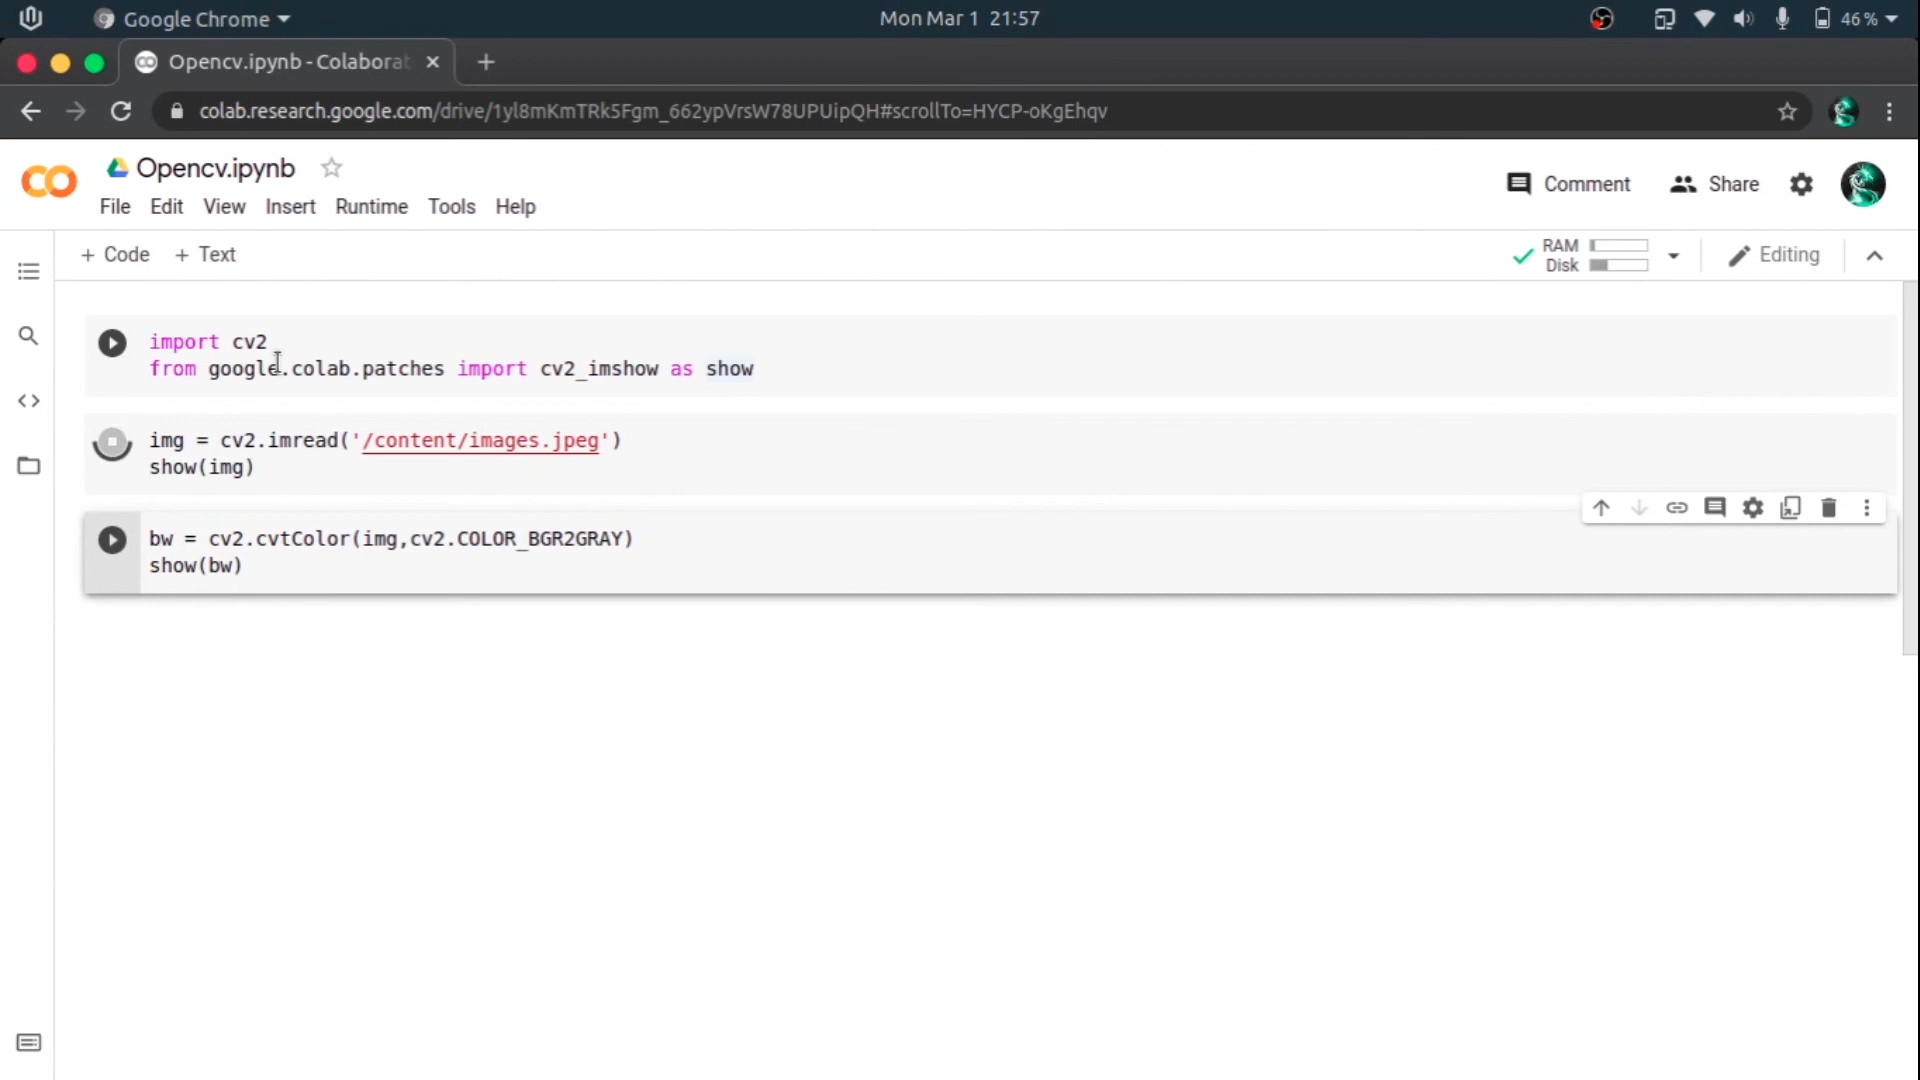 Google Chrome
Mon Mar 1 21:57
46 %
Opencv.ipynb - Colaborat
colab.research.google.com/drive/1yl8mKmTRk5Fgm_662ypVrsW78UPUipQH#scrollTo=HYCP-oKgEhqv
Opencv.ipynb
Comment
Share
File Edit View Insert Runtime Tools Help
+ Code + Text
RAM
Disk
Editing
import cv2
from google.colab.patches import cv2_imshow as show
img = cv2.imread('/content/images.jpeg')
show(img)
bw = cv2.cvtColor(img,cv2.COLOR_BGR2GRAY)
show(bw)